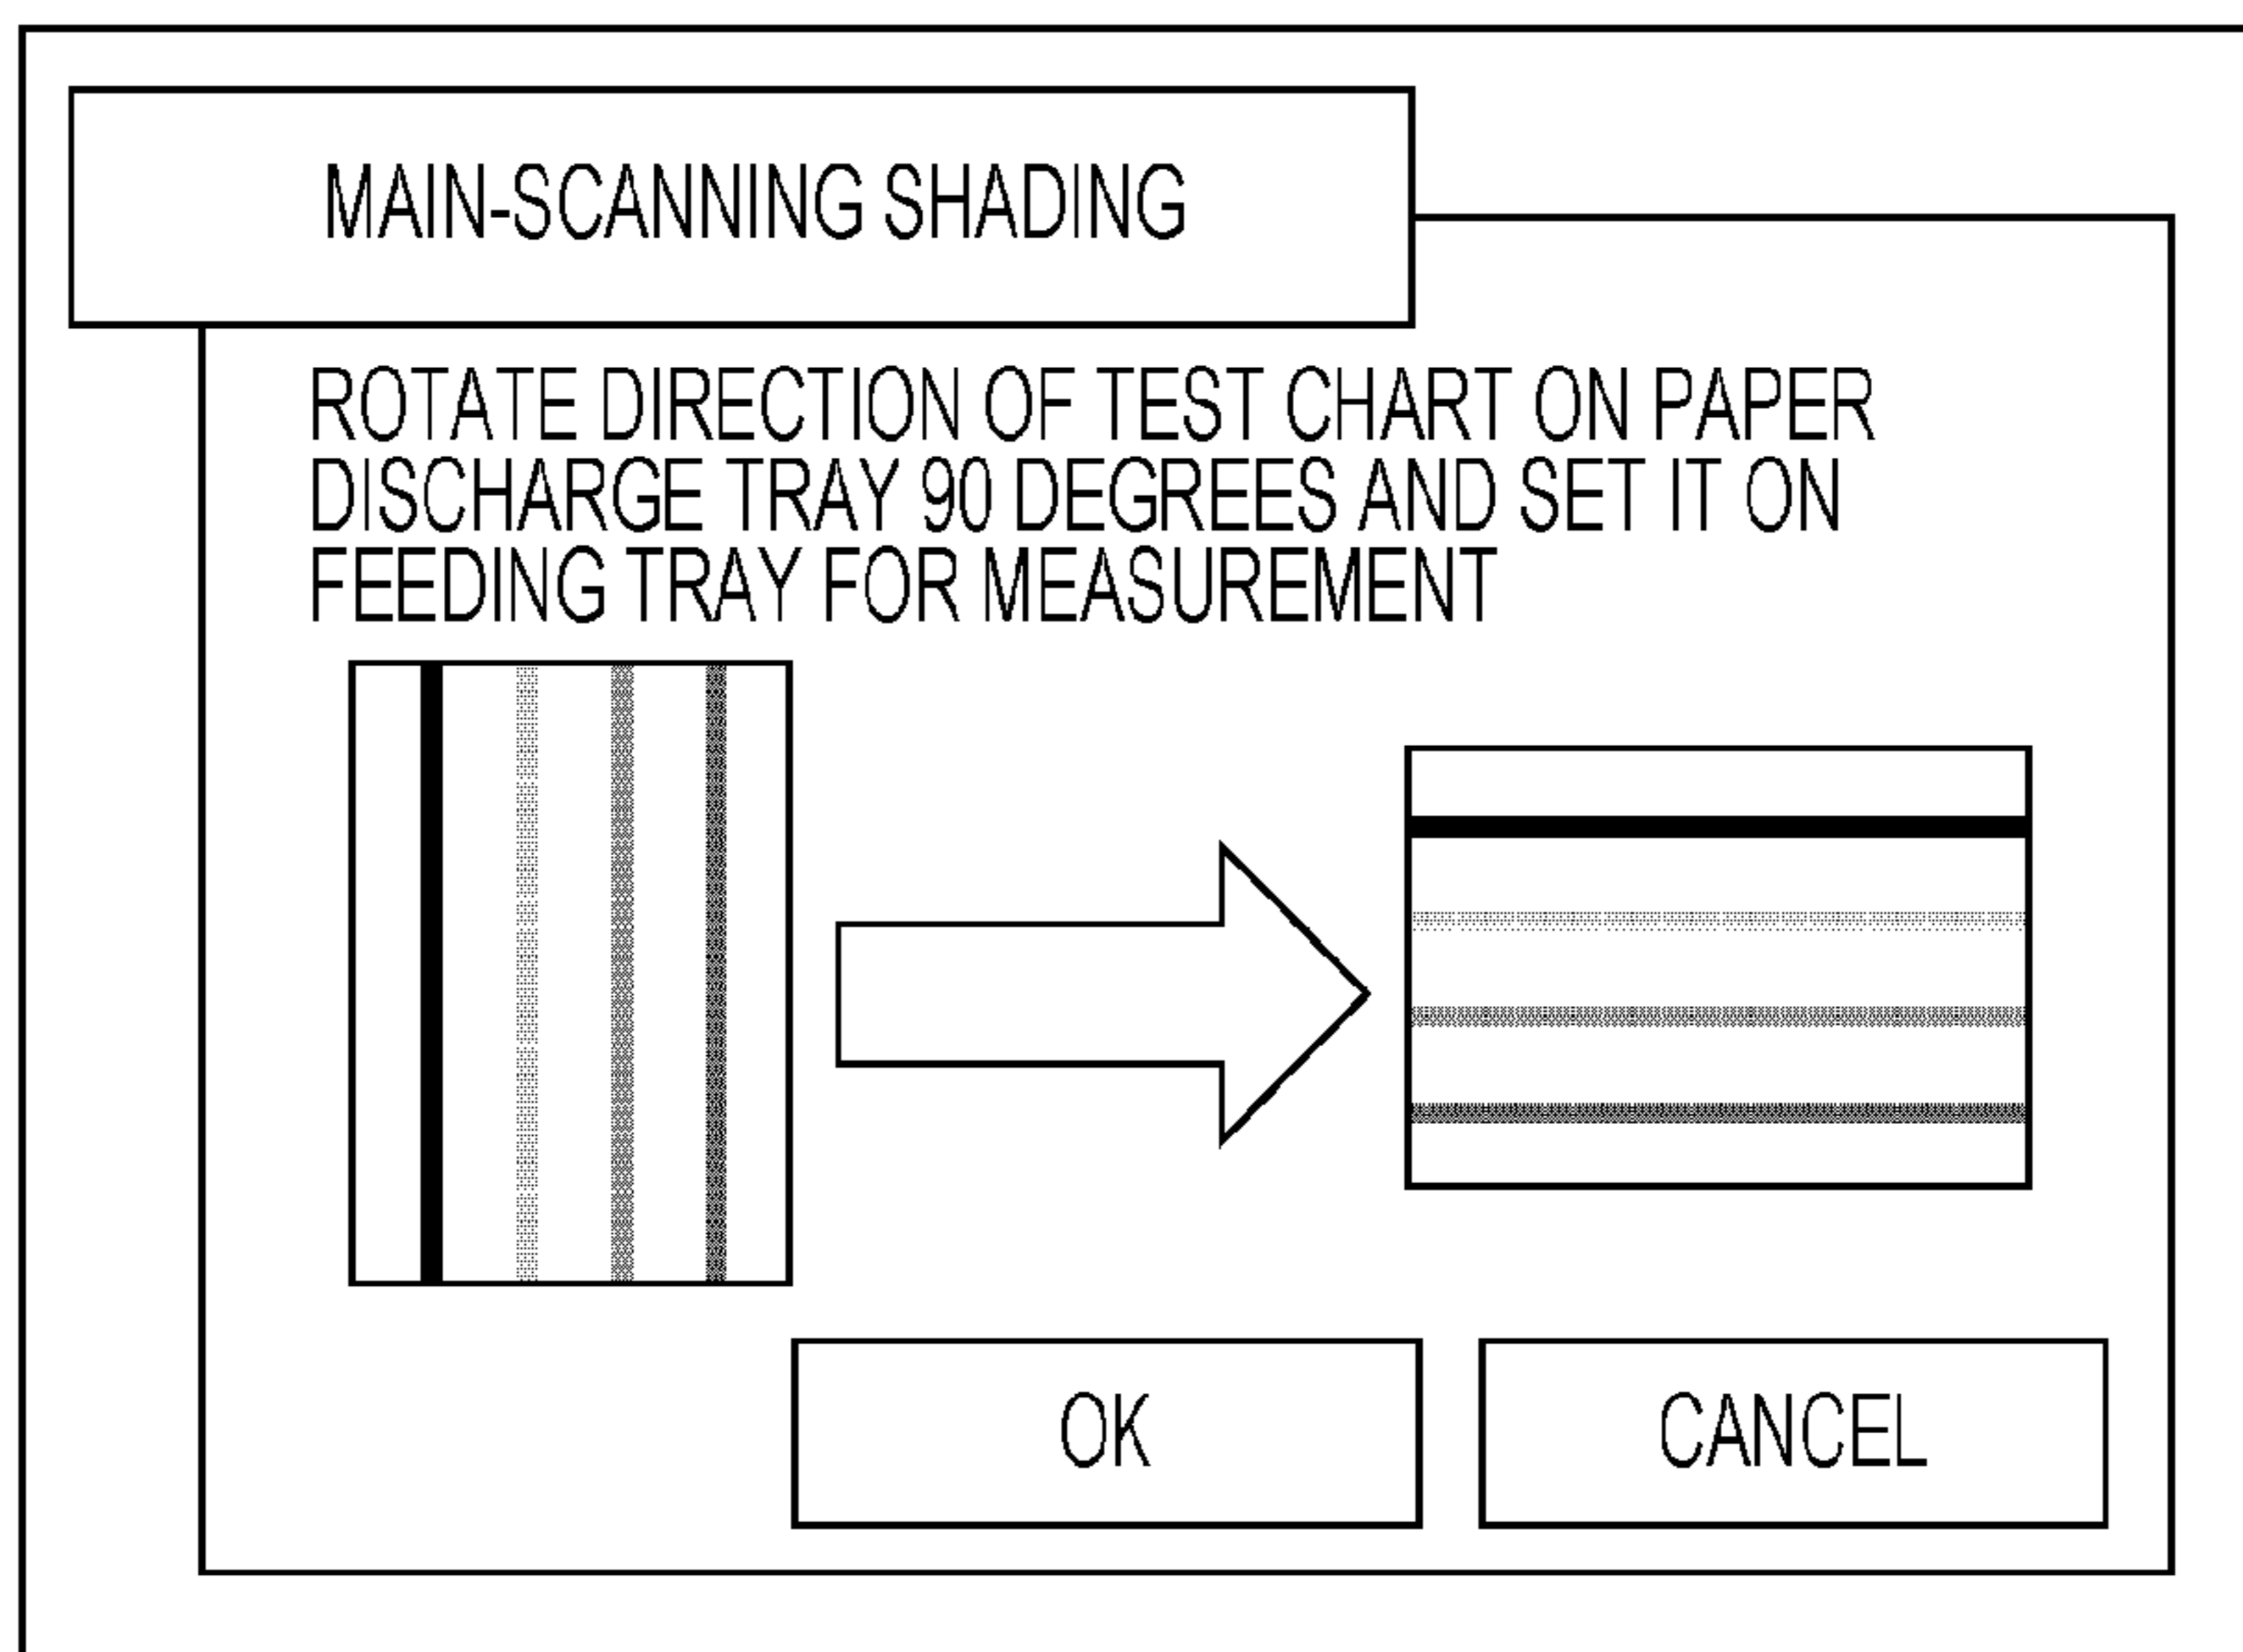 MAIN-SCANNING SHADING
ROTATE DIRECTION OF TEST CHART ON PAPER
DISCHARGE TRAY 90 DEGREES AND SET IT ON
FEEDING TRAY FOR MEASUREMENT
OK
CANCEL